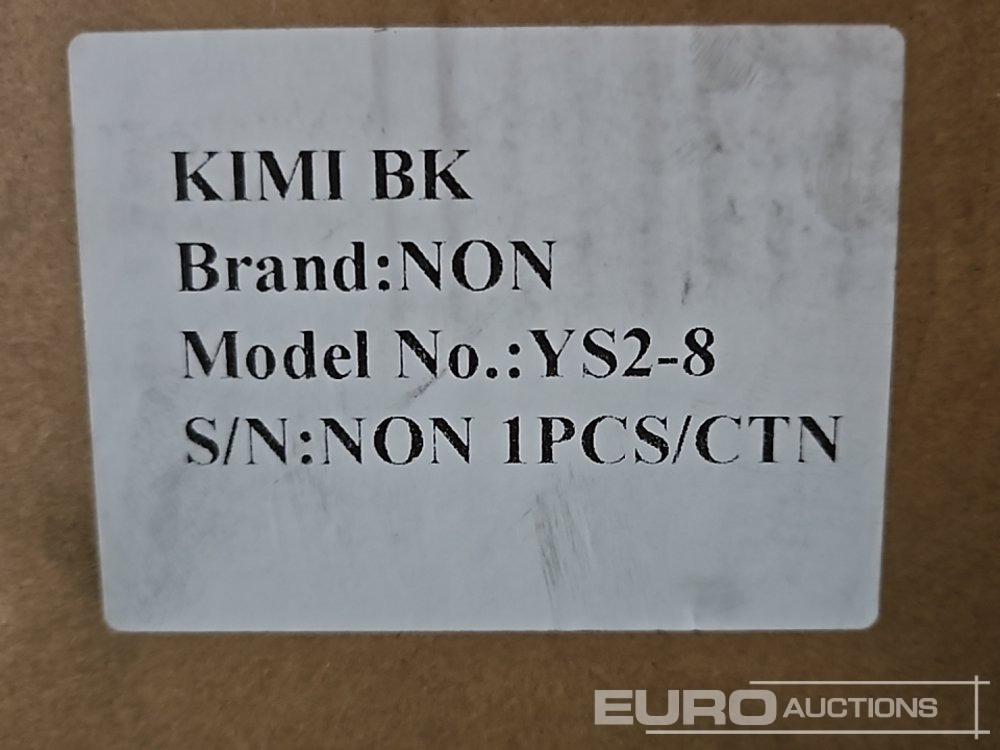 KIMI BK
Brand:NON
Model No.:YS2-8
S/N:NON 1PCS/CTN
EURO AUCTIONS